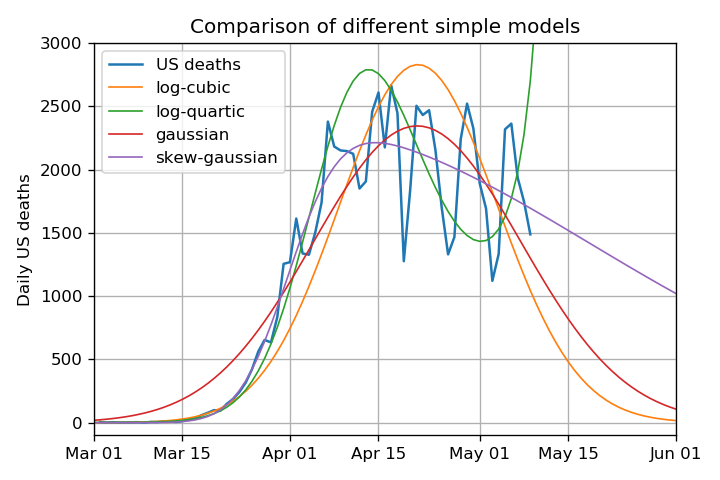 Comparison of different simple models
3000
2500
2000
1500
1000
500
0
Daily US deaths
US deaths
log-cubic
log-quartic
gaussian
skew-gaussian
Mar 01
Mar 15
Apr 01
Apr 15
May 01
May 15
Jun 01